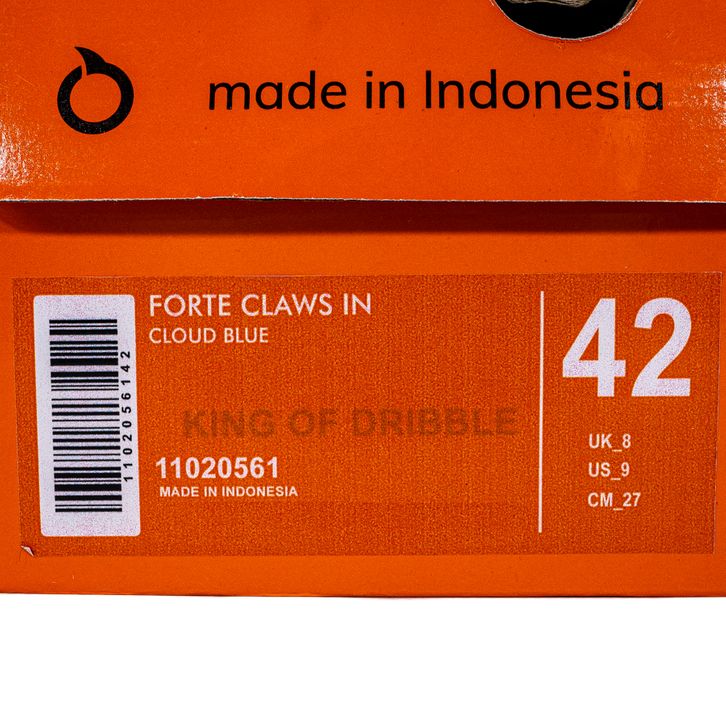 made in Indonesia
FORTE CLAWS IN
CLOUD BLUE
1102056142
KING OF DRIBBLE
11020561
MADE IN INDONESIA
42
UK_8
US_9
CM_27